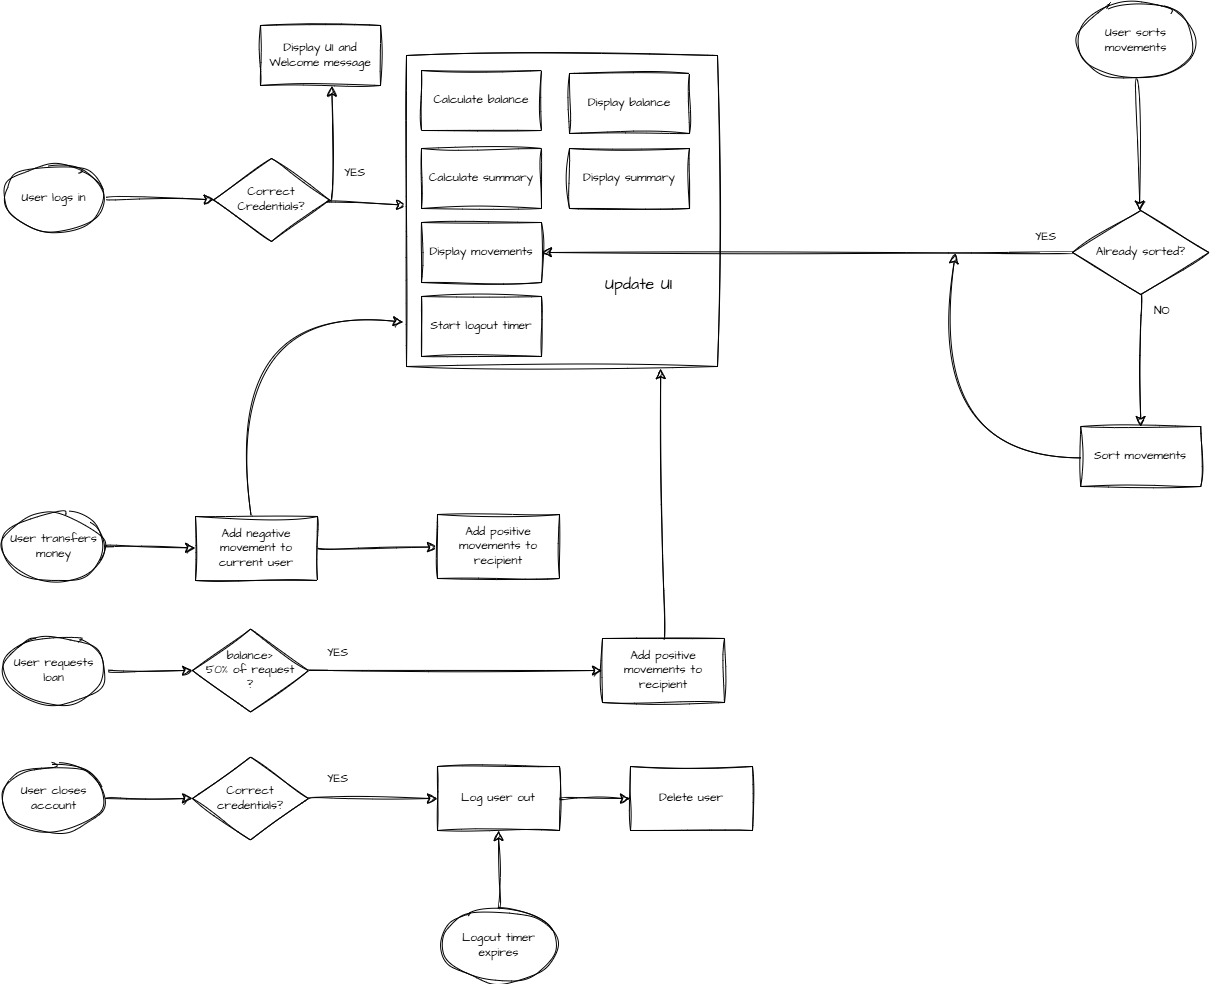 User sorts
movements
Display UI and
Welcome message
Calculate balance
Display balance
YES
Calculate summary
Display summary
User logs in
Correct
Credentials?
YES
Display movements
Already sorted?
Update UI
NO
Start logout timer
Sort movements
User transfers
money
Add negative
movement to
current user
Add positive
movements to
recipient
User requests
loan
balance>
50% of request
?
YES
Add positive
movements to
recipient
User closes
account
Correct
credentials?
YES
Log user out
Delete user
Logout timer
expires